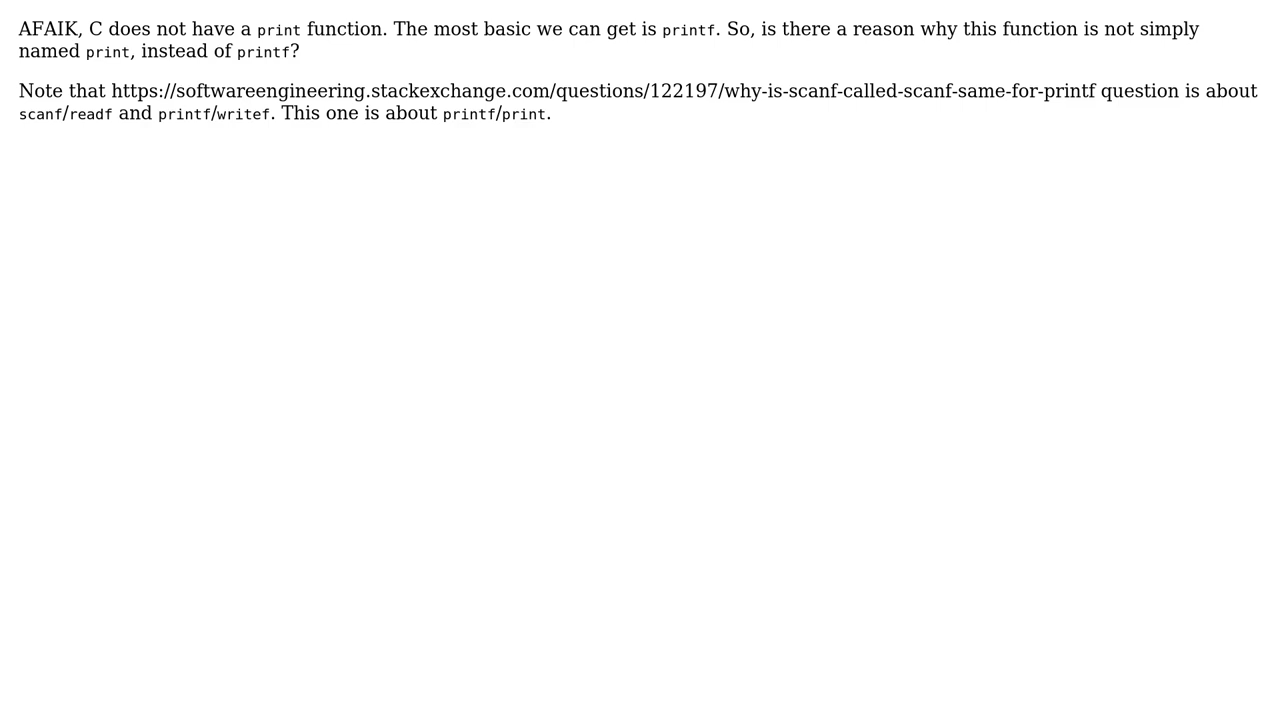 AFAIK, C does not have a print function. The most basic we can get is printf. So, is there a reason why this function is not simply
named print, instead of printf?
Note that https://softwareengineering.stackexchange.com/questions/122197/why-is-scanf-called-scanf-same-for-printf question is about
scanf/readf and printf/writef. This one is about printf/print.